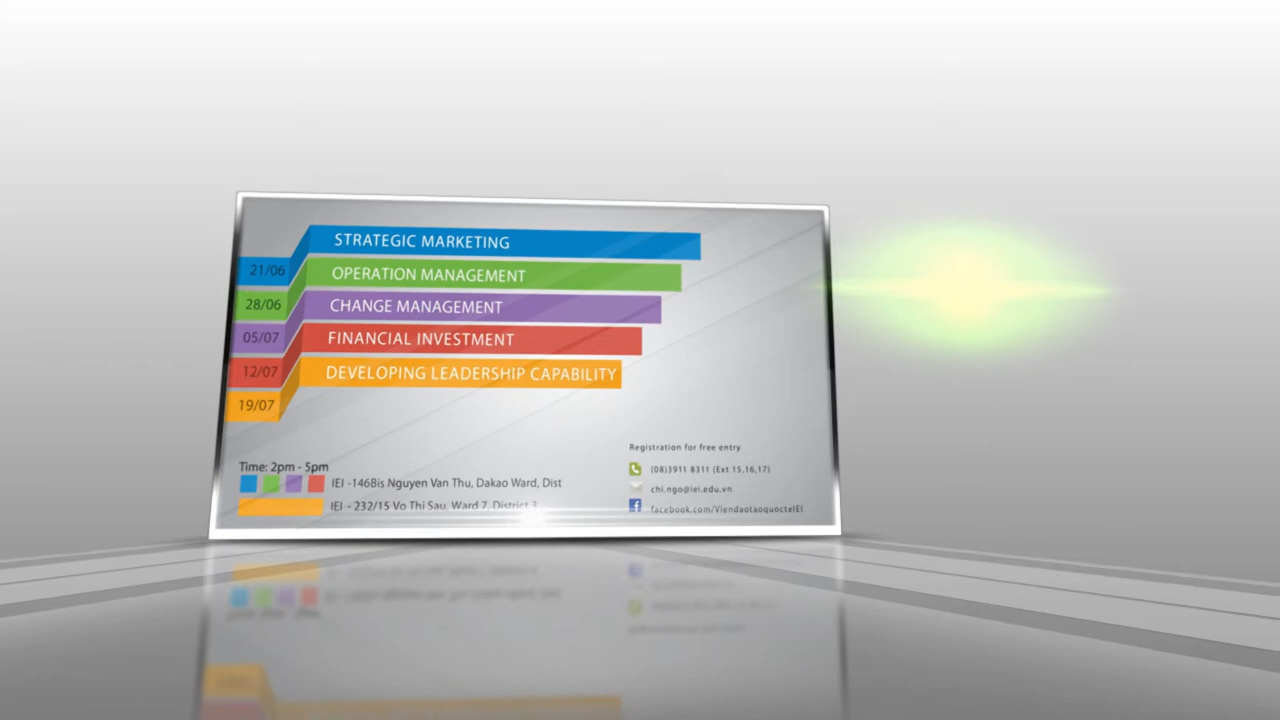 STRATEGIC MARKETING
21/06
OPERATION MANAGEMENT
28/06
CHANGE MANAGEMENT
05/07
FINANCIAL INVESTMENT
12/07
DEVELOPING LEADERSHIP CAPABILITY
19/07
Time: 2pm - 5pm
IEI -146Bis Nguyen Van Thu, Dakao Ward, Dist
IEI - 232/15 Vo Thi Sau, Ward 7, District 3
Registration for free entry
(08)3911 8311 (Ext 15,16,17)
chi.ngo@iei.edu.vn
facebook.com/ViendaotaoquocteIEI